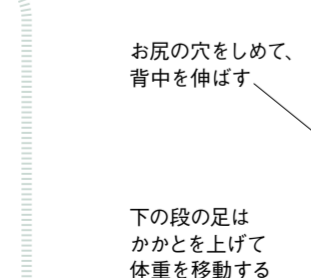 お尻の穴をしめて、
背中を伸ばす
下の段の足は
かかとを上げて
体重を移動する